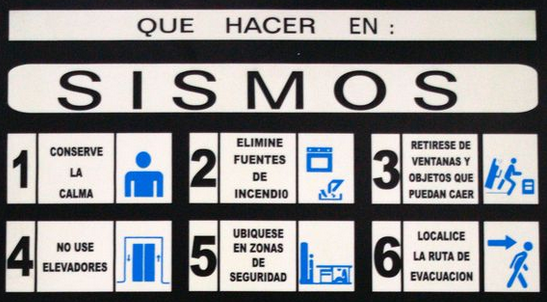 QUE HACER EN :
SISMOS
1
CONSERVE
LA
CALMA
2
ELIMINE
FUENTES
DE
INCENDIO
3
RETIRESE DE
VENTANAS Y
OBJETOS QUE
PUEDAN CAER
4
NO USE
ELEVADORES
5
UBIQUESE
EN ZONAS
DE
SEGURIDAD
6
LOCALICE
LA RUTA DE
EVACUACION